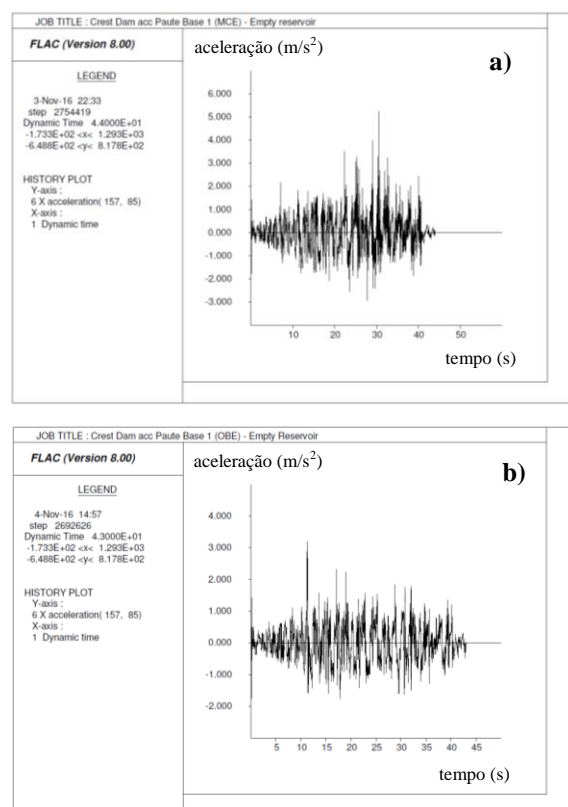 JOB TITLE : Crest Dam acc Paute Base 1 (MCE) - Empty reservoir
FLAC (Version 8.00)
LEGEND
3-Nov-16 22:33
step 2754419
Dynamic Time 4.4000E+01
-1.733E+02 <x< 1.293E+03
-6.488E+02 <y< 8.178E+02
HISTORY PLOT
Y-axis :
6 X acceleration( 157, 85)
X-axis :
1 Dynamic time
aceleração (m/s²)
a)
6.000
5.000
4.000
3.000
2.000
1.000
0.000
-1.000
-2.000
-3.000
10 20 30 40 50
tempo (s)
JOB TITLE : Crest Dam acc Paute Base 1 (OBE) - Empty Reservoir
FLAC (Version 8.00)
LEGEND
4-Nov-16 14:57
step 2692626
Dynamic Time 4.3000E+01
-1.733E+02 <x< 1.293E+03
-6.488E+02 <y< 8.178E+02
HISTORY PLOT
Y-axis :
6 X acceleration( 157, 85)
X-axis :
1 Dynamic time
aceleração (m/s²)
b)
4.000
3.000
2.000
1.000
0.000
-1.000
-2.000
5 10 15 20 25 30 35 40 45
tempo (s)